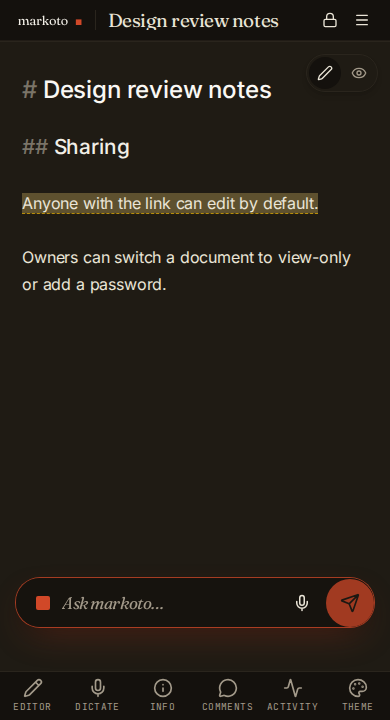 markoto
Design review notes
# Design review notes
## Sharing
Anyone with the link can edit by default.
Owners can switch a document to view-only
or add a password.
Ask markoto...
EDITOR
DICTATE
INFO
COMMENTS
ACTIVITY
THEME